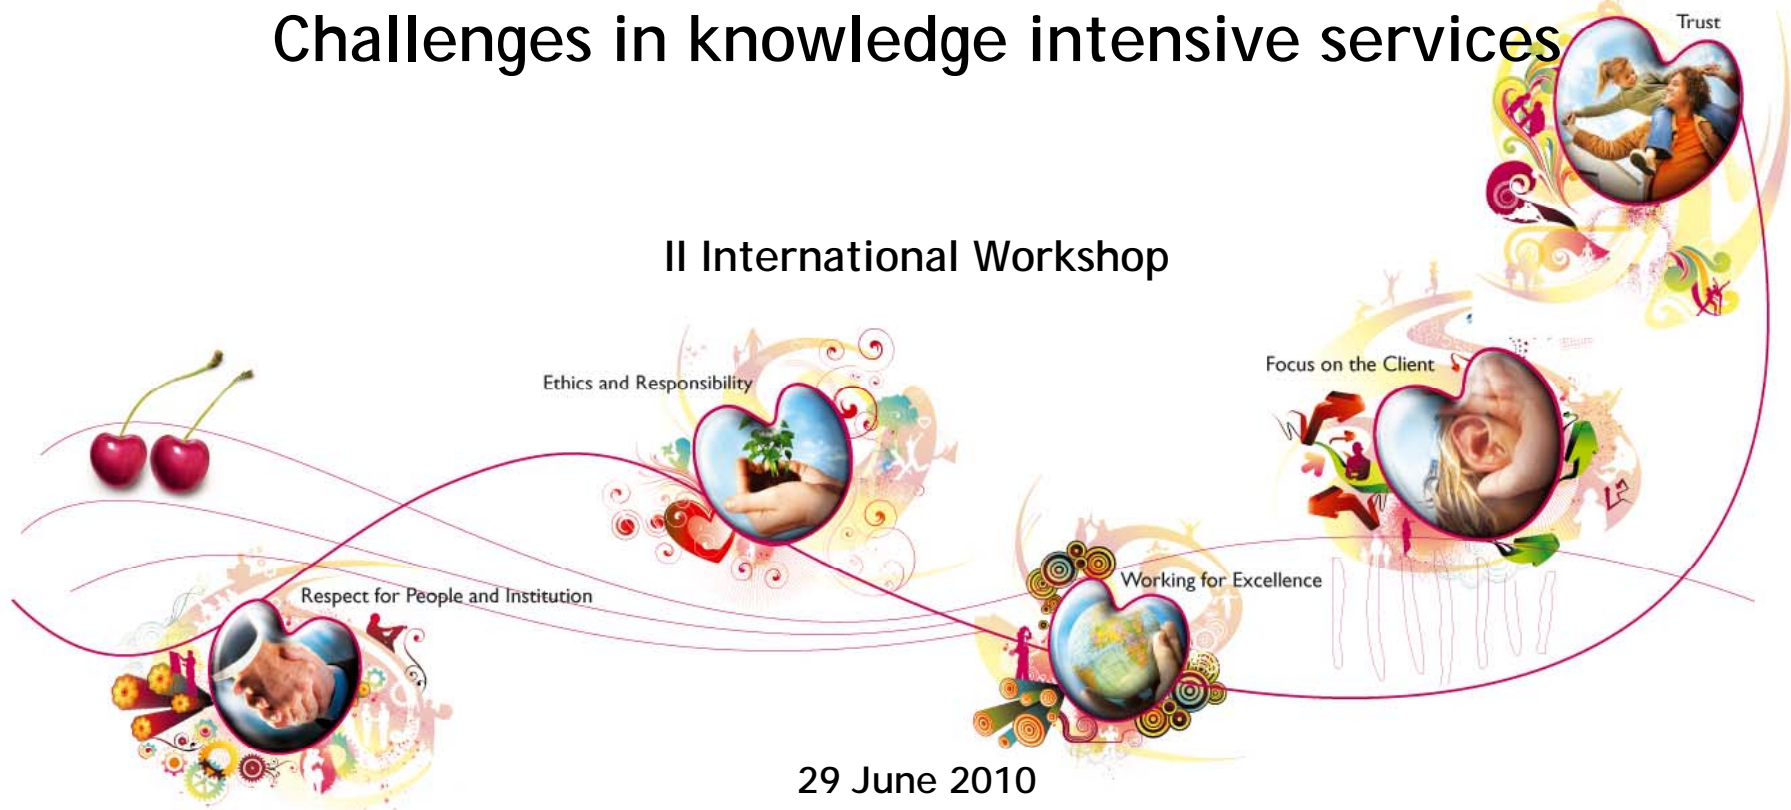 Challenges in knowledge intensive services
Trust
II International Workshop
Focus on the Client
Ethics and Responsibility
Working for Excellence
Respect for People and Institution
29 June 2010